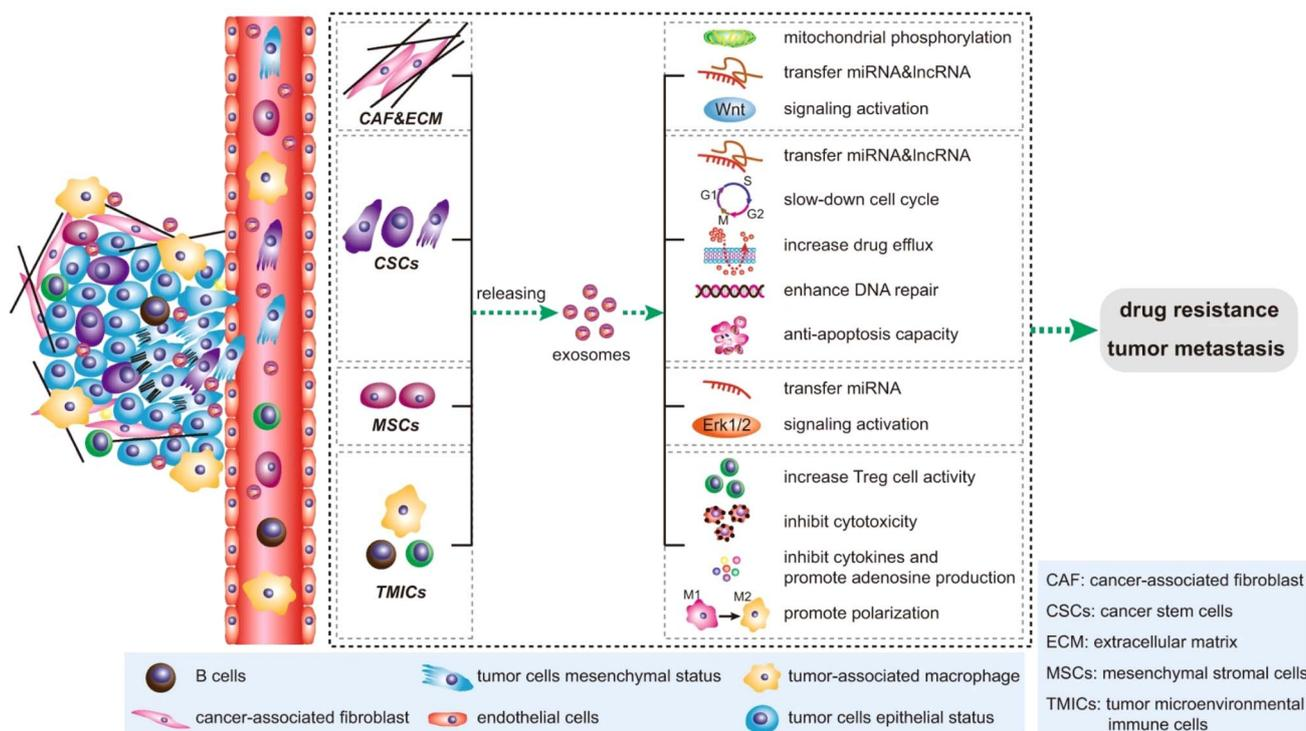 CAF&ECM
CSCs
MSCs
TMICs
releasing
exosomes
mitochondrial phosphorylation
transfer miRNA&lncRNA
Wnt
signaling activation
transfer miRNA&lncRNA
G1
S
M
G2
slow-down cell cycle
increase drug efflux
enhance DNA repair
anti-apoptosis capacity
transfer miRNA
Erk1/2
signaling activation
increase Treg cell activity
inhibit cytotoxicity
inhibit cytokines and
promote adenosine production
M1
M2
promote polarization
drug resistance
tumor metastasis
B cells
tumor cells mesenchymal status
tumor-associated macrophage
cancer-associated fibroblast
endothelial cells
tumor cells epithelial status
CAF: cancer-associated fibroblast
CSCs: cancer stem cells
ECM: extracellular matrix
MSCs: mesenchymal stromal cells
TMICs: tumor microenvironmental
immune cells